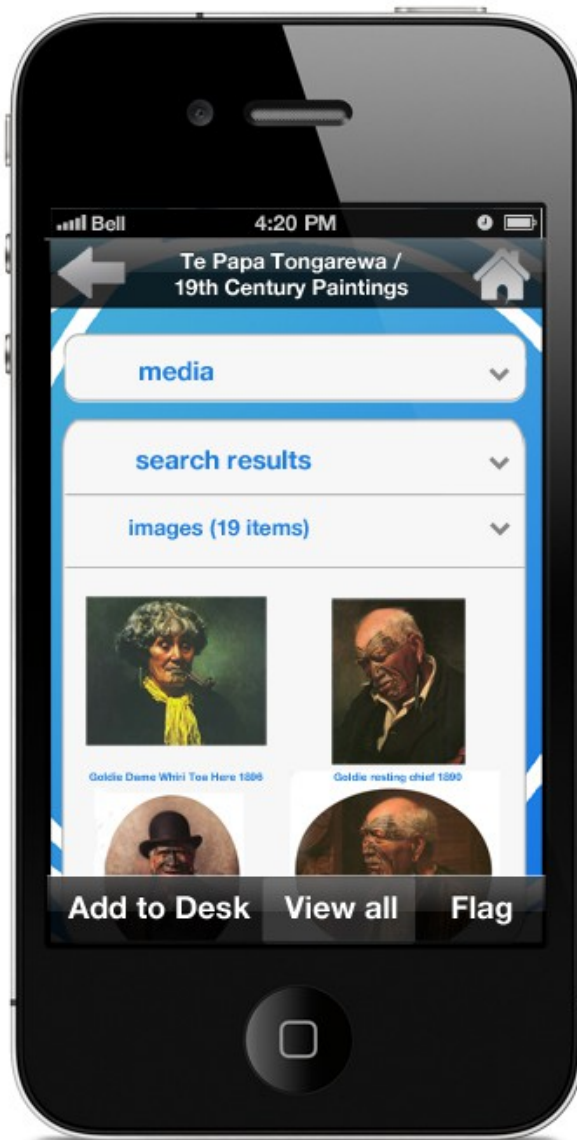 Bell 4:20 PM
Te Papa Tongarewa /
19th Century Paintings
media
search results
images (19 items)
Goldie Dame Whiri Toa Here 1896
Goldie resting chief 1890
Add to Desk View all Flag